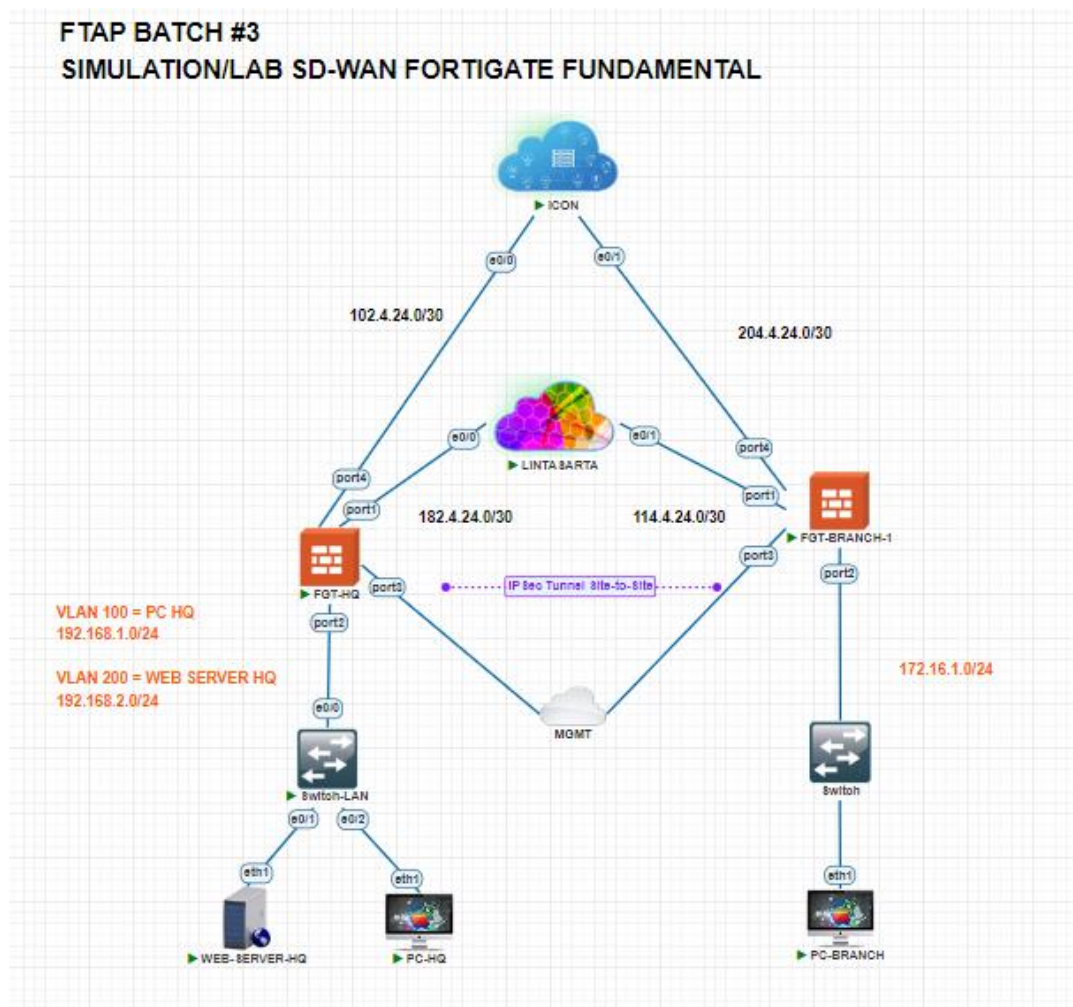 FTAP BATCH #3
SIMULATION/LAB SD-WAN FORTIGATE FUNDAMENTAL
ICON
e0/0
e0/1
102.4.24.0/30
204.4.24.0/30
e0/0
e0/1
LINTASARTA
port4
port4
port1
port1
182.4.24.0/30
114.4.24.0/30
FGT-BRANCH-1
port3
port3
port2
IPSec Tunnel Site-to-Site
FGT-HQ
port2
VLAN 100 = PC HQ
192.168.1.0/24
VLAN 200 = WEB SERVER HQ
192.168.2.0/24
172.16.1.0/24
e0/0
MGMT
Switch-LAN
Switch
e0/1
e0/2
eth1
eth1
eth1
WEB-SERVER-HQ
PC-HQ
PC-BRANCH